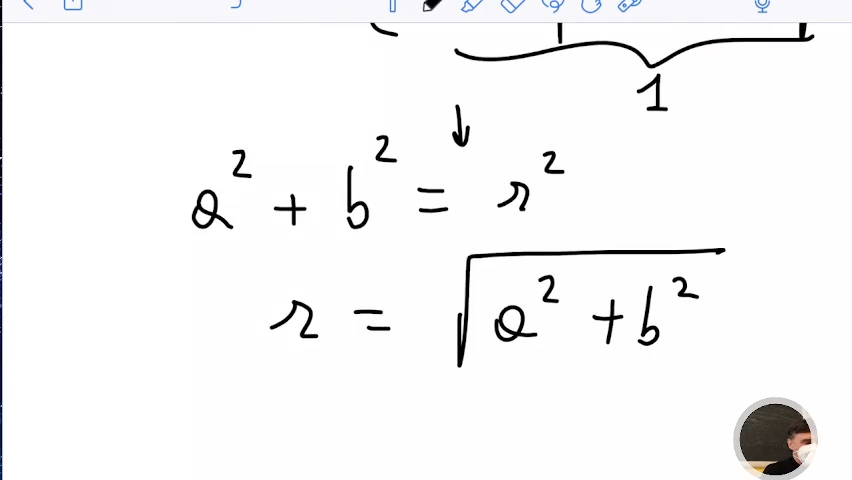 1
a² + b² = r²
r = √(a² + b²)